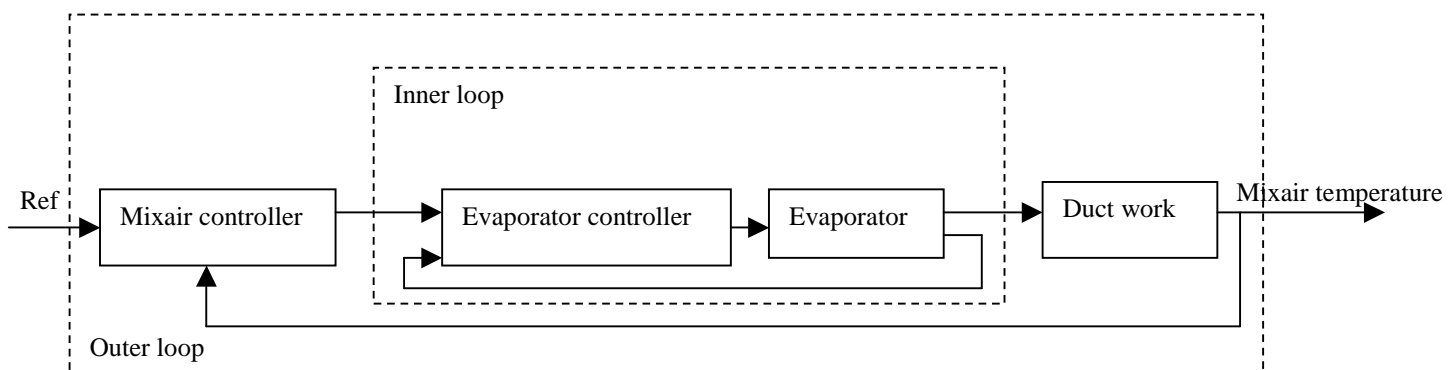 Inner loop
Ref
Mixair controller
Evaporator controller
Evaporator
Duct work
Mixair temperature
Outer loop